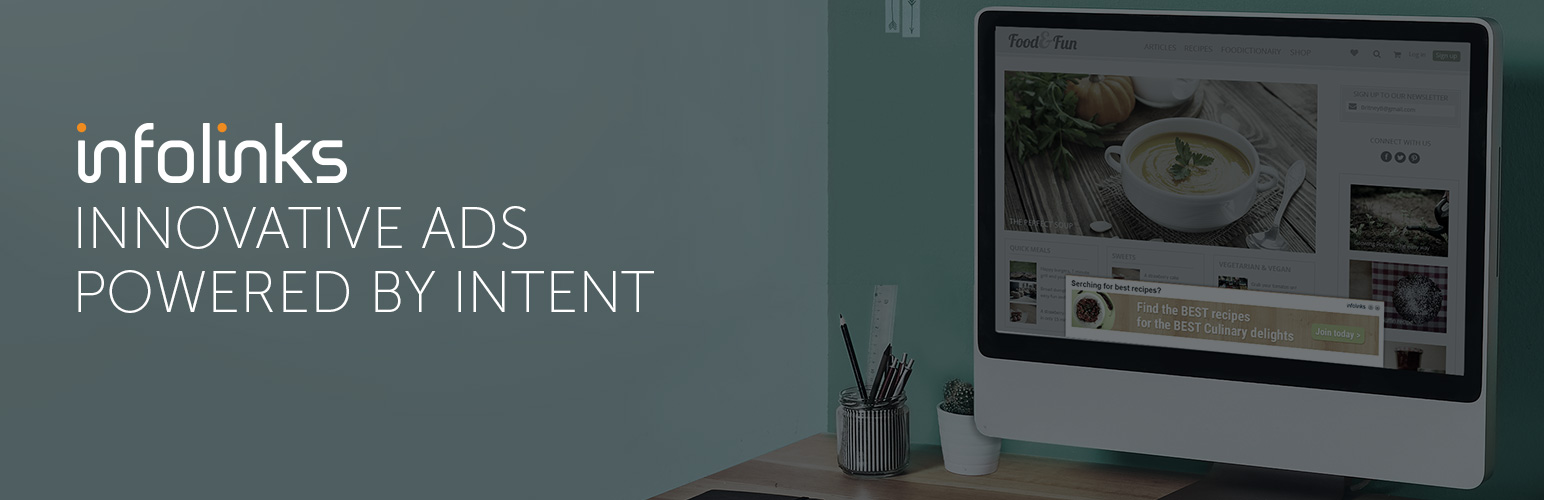 infolinks
INNOVATIVE ADS
POWERED BY INTENT
Food & Fun
ARTICLES RECIPES FOODICTIONARY SHOP
Log in
Sign up
SIGN UP TO OUR NEWSLETTER
CONNECT WITH US
THE PERFECT SOUP
QUICK MEALS
SWEETS
VEGETARIAN & VEGAN
Serching for best recipes?
infolinks
Find the BEST recipes
for the BEST Culinary delights
Join today >